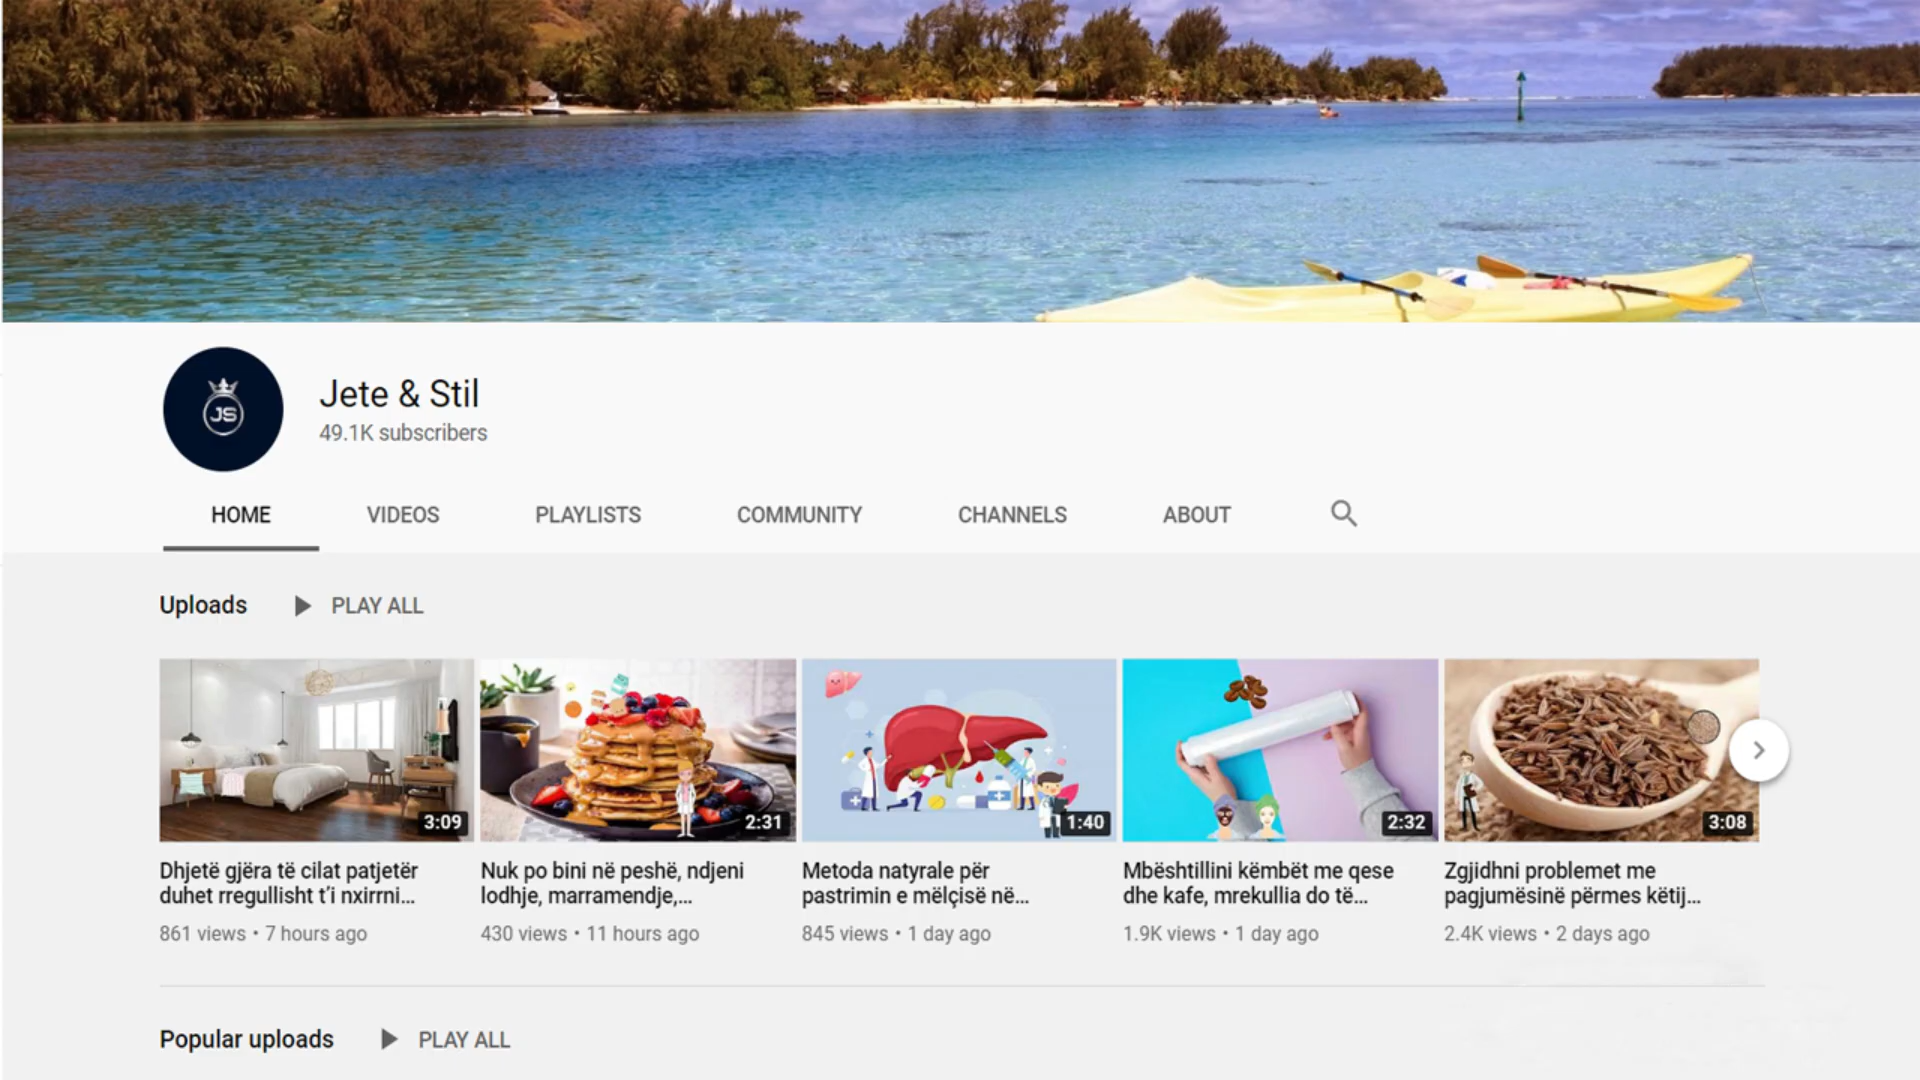 JS
Jete & Stil
49.1K subscribers
HOME VIDEOS PLAYLISTS COMMUNITY CHANNELS ABOUT
Uploads PLAY ALL
3:09 2:31 1:40 2:32 3:08
Dhjetë gjëra të cilat patjetër
duhet rregullisht t’i nxirrni...
861 views • 7 hours ago
Nuk po bini në peshë, ndjeni
lodhje, marramendje,...
430 views • 11 hours ago
Metoda natyrale për
pastrimin e mëlçisë në...
845 views • 1 day ago
Mbështillini këmbët me qese
dhe kafe, mrekullia do të...
1.9K views • 1 day ago
Zgjidhni problemet me
pagjumësinë përmes këtij...
2.4K views • 2 days ago
Popular uploads PLAY ALL